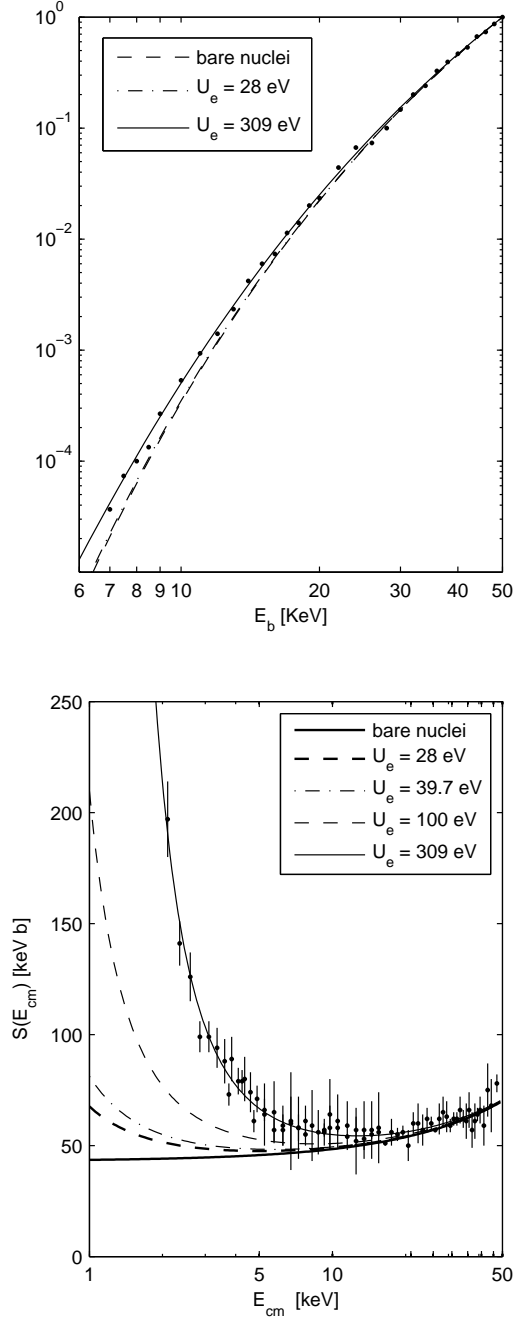 10^0
bare nuclei
U_e = 28 eV
U_e = 309 eV
10^−1
10^−2
10^−3
10^−4
6 7 8 9 10 20 30 40 50
E_b [KeV]
250
bare nuclei
U_e = 28 eV
U_e = 39.7 eV
U_e = 100 eV
U_e = 309 eV
200
150
S(E_cm) [keV b]
100
50
0
1 5 10 50
E_cm [keV]